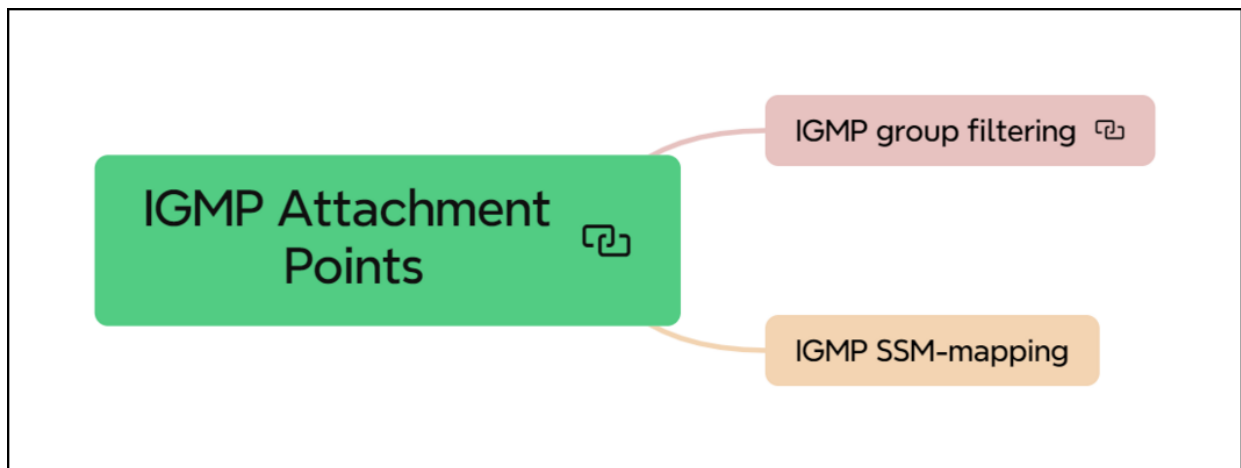 IGMP Attachment
Points
IGMP group filtering
IGMP SSM-mapping